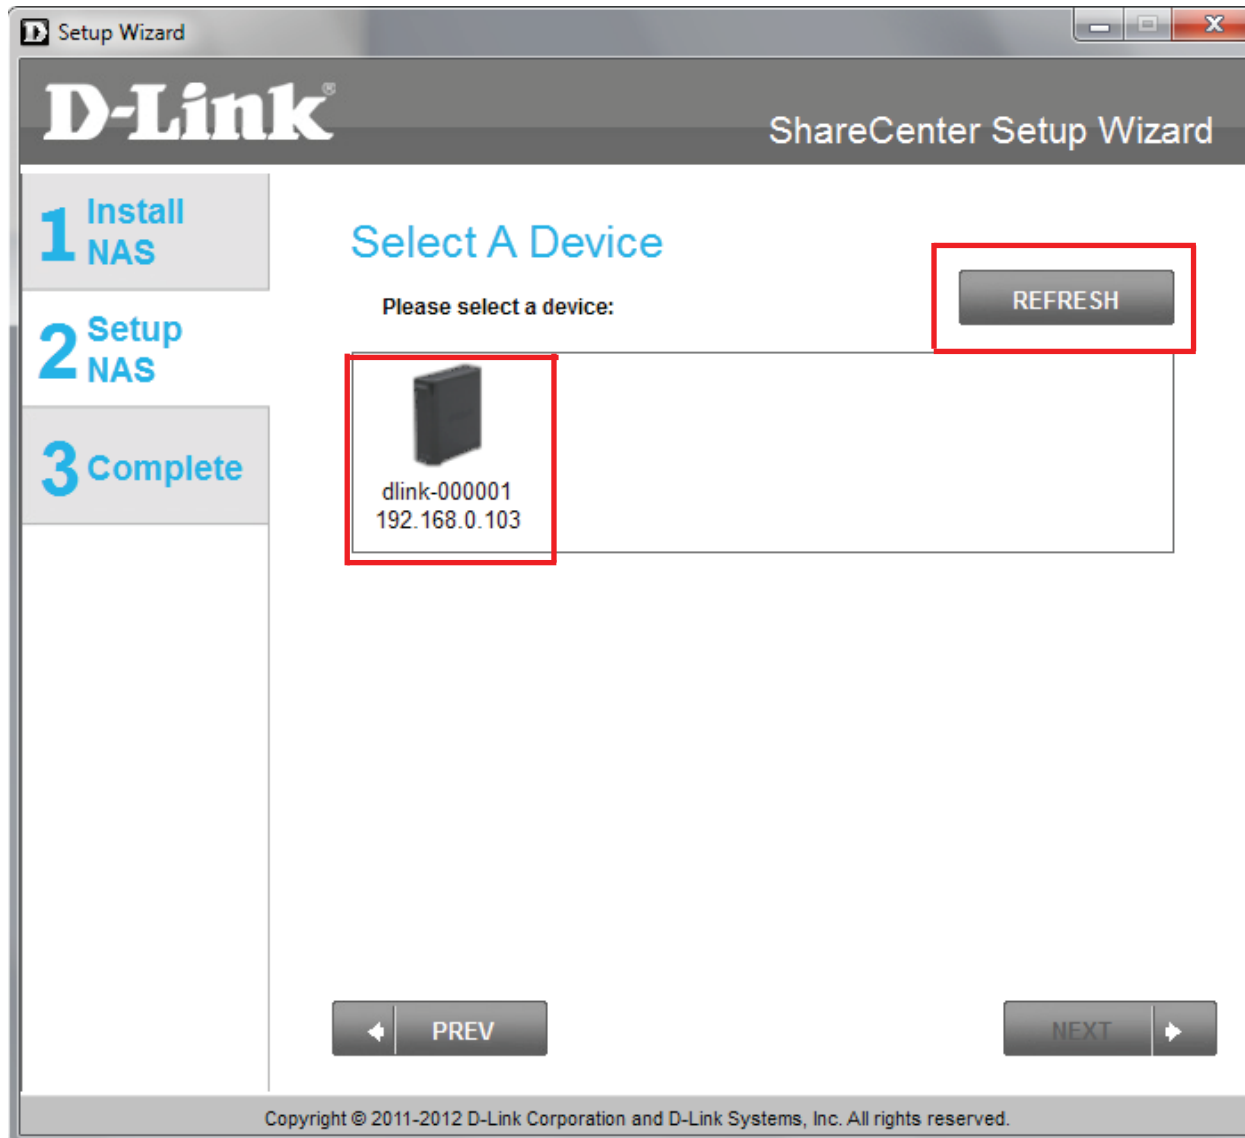 Setup Wizard
D-Link®
ShareCenter Setup Wizard
1 Install
NAS
2 Setup
NAS
3 Complete
Select A Device
Please select a device:
REFRESH
dlink-000001
192.168.0.103
PREV
NEXT
Copyright © 2011-2012 D-Link Corporation and D-Link Systems, Inc. All rights reserved.